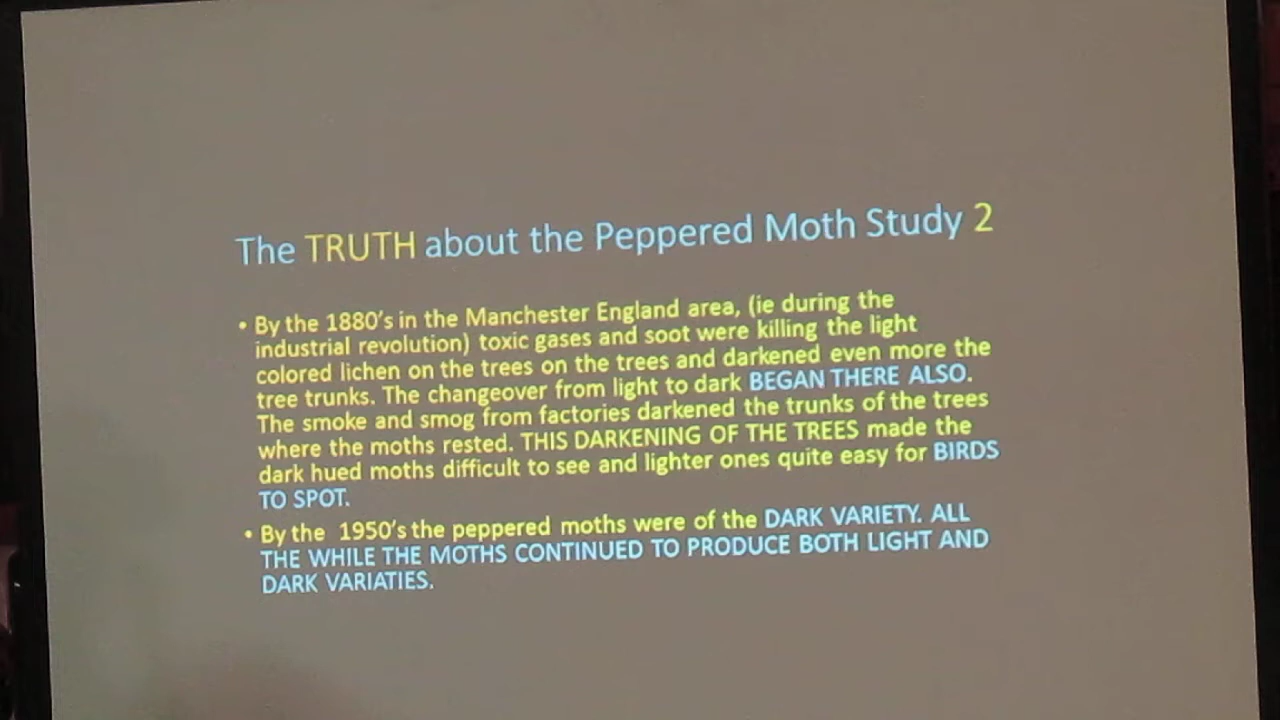 The TRUTH about the Peppered Moth Study 2
• By the 1880's in the Manchester England area, (ie during the
industrial revolution) toxic gases and soot were killing the light
colored lichen on the trees on the trees and darkened even more the
tree trunks. The changeover from light to dark BEGAN THERE ALSO.
The smoke and smog from factories darkened the trunks of the trees
where the moths rested. THIS DARKENING OF THE TREES made the
dark hued moths difficult to see and lighter ones quite easy for BIRDS
TO SPOT.
• By the 1950's the peppered moths were of the DARK VARIETY. ALL
THE WHILE THE MOTHS CONTINUED TO PRODUCE BOTH LIGHT AND
DARK VARIATIES.